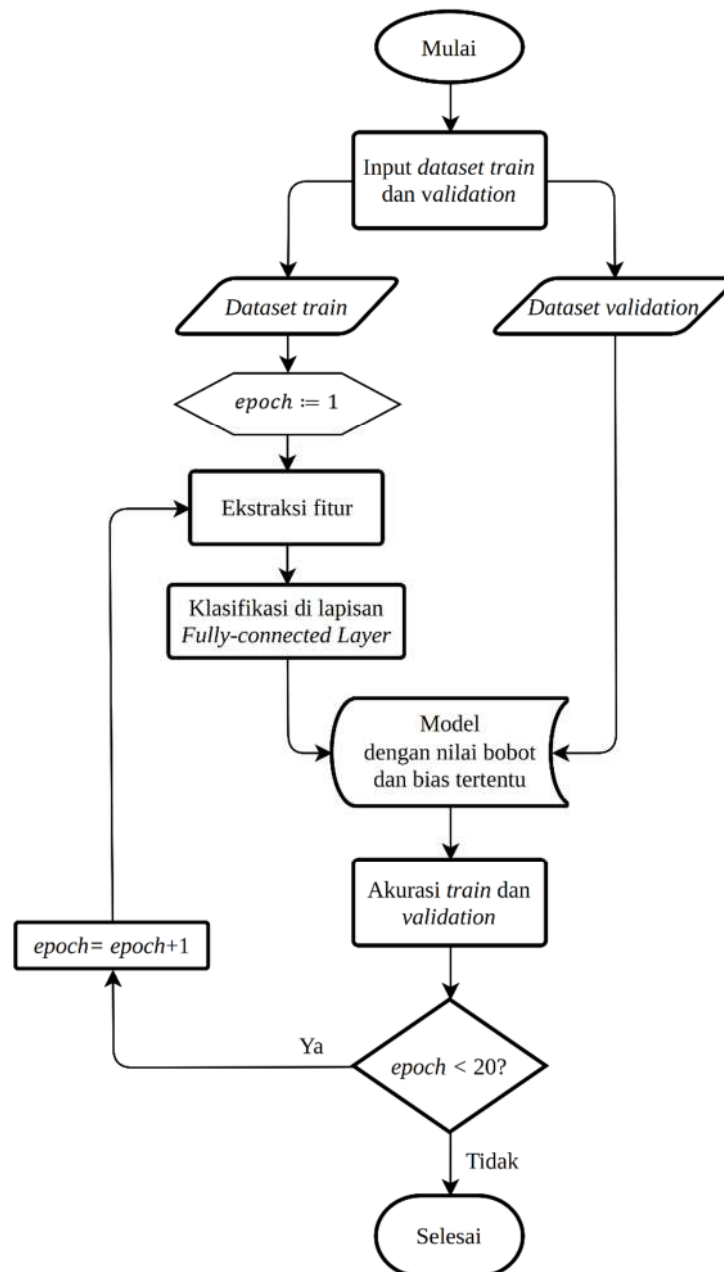 Mulai
Input dataset train
dan validation
Dataset train
Dataset validation
epoch := 1
Ekstraksi fitur
Klasifikasi di lapisan
Fully-connected Layer
Model
dengan nilai bobot
dan bias tertentu
Akurasi train dan
validation
epoch= epoch+1
Ya
epoch < 20?
Tidak
Selesai